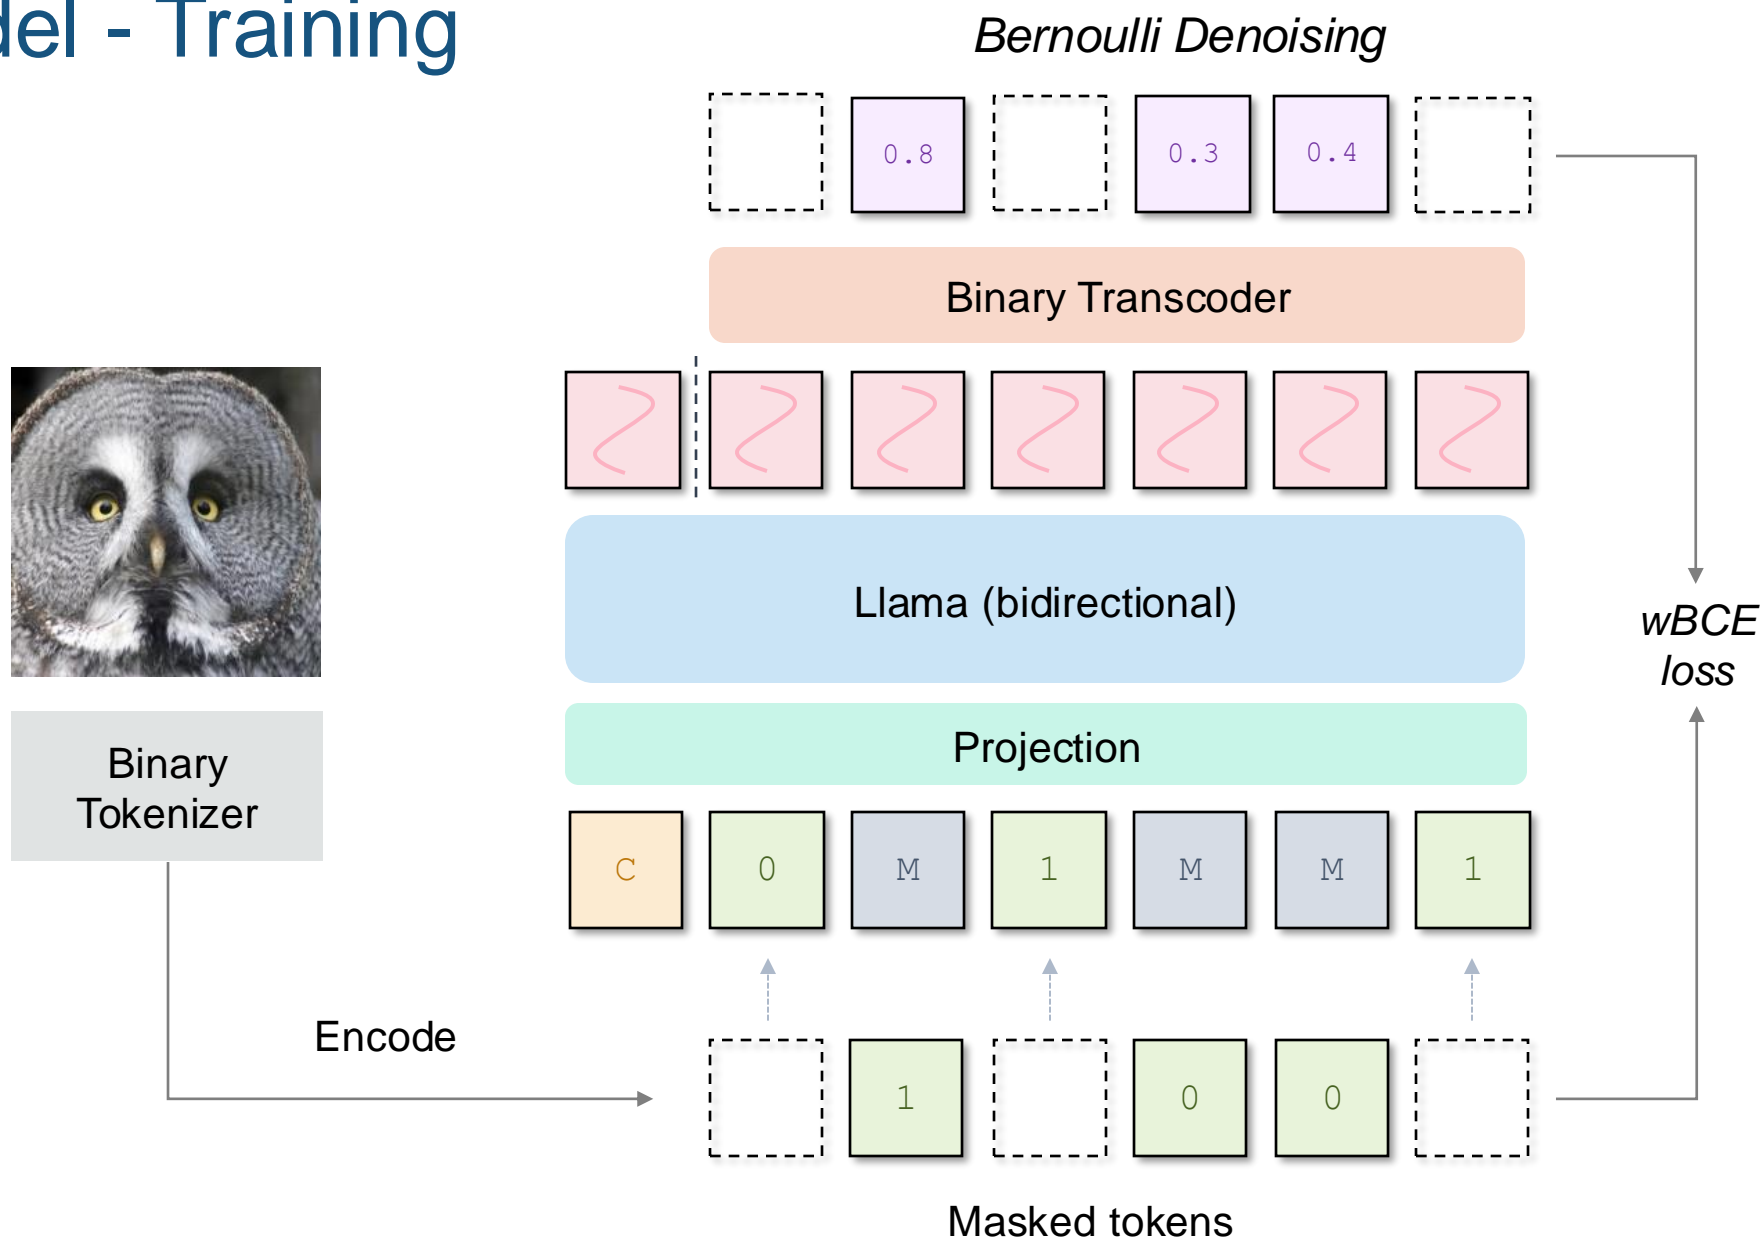 del - Training
Bernoulli Denoising
0.8 0.3 0.4
Binary Transcoder
Llama (bidirectional)
wBCE
loss
Projection
Binary
Tokenizer
C 0 M 1 M M 1
Encode
1 0 0
Masked tokens